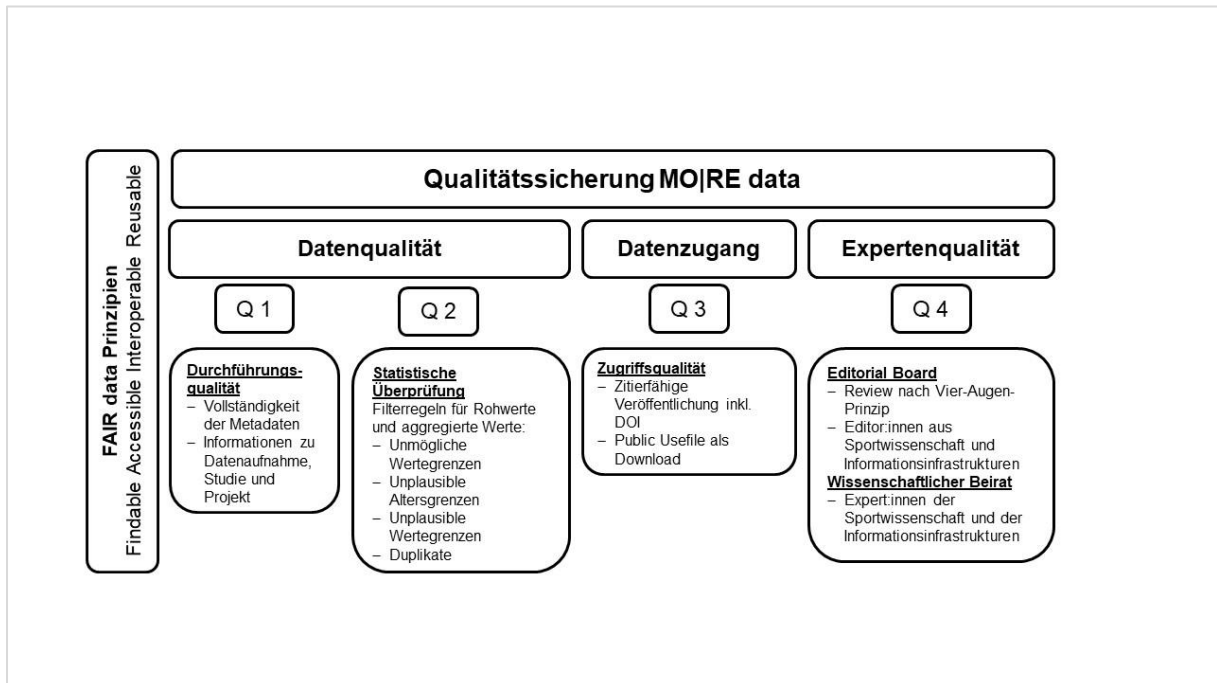 FAIR data Prinzipien
Findable Accessible Interoperable Reusable
Qualitätssicherung MO|RE data
Datenqualität
Datenzugang
Expertenqualität
Q 1
Q 2
Q 3
Q 4
Durchführungs-
qualität
– Vollständigkeit
der Metadaten
– Informationen zu
Datenaufnahme,
Studie und
Projekt
Statistische
Überprüfung
Filterregeln für Rohwerte
und aggregierte Werte:
– Unmögliche
Wertegrenzen
– Unplausible
Altersgrenzen
– Unplausible
Wertegrenzen
– Duplikate
Zugriffsqualität
– Zitierfähige
Veröffentlichung inkl.
DOI
– Public Usefile als
Download
Editorial Board
– Review nach Vier-Augen-
Prinzip
– Editor:innen aus
Sportwissenschaft und
Informationsinfrastrukturen
Wissenschaftlicher Beirat
– Expert:innen der
Sportwissenschaft und der
Informationsinfrastrukturen